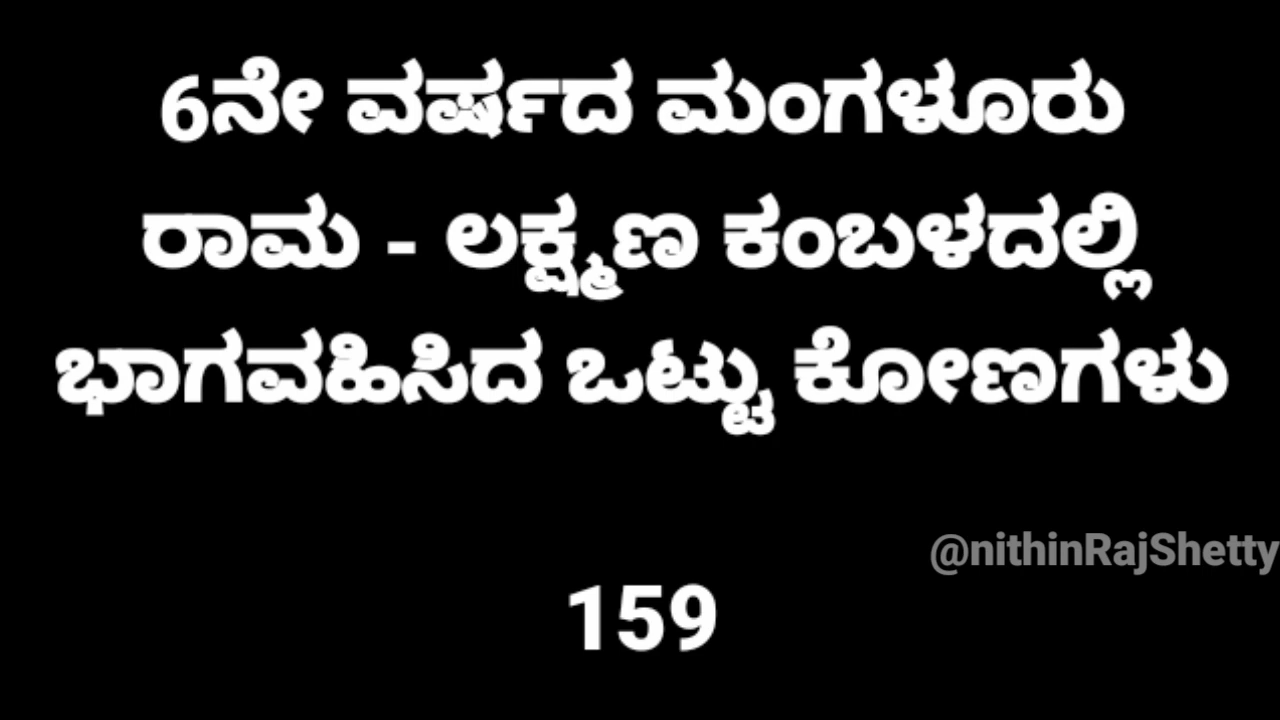 6ನೇ ವರ್ಷದ ಮಂಗಳೂರು
ರಾಮ - ಲಕ್ಷ್ಮಣ ಕಂಬಳದಲ್ಲಿ
ಭಾಗವಹಿಸಿದ ಒಟ್ಟು ಕೋಣಗಳು
@nithinRajShetty
159